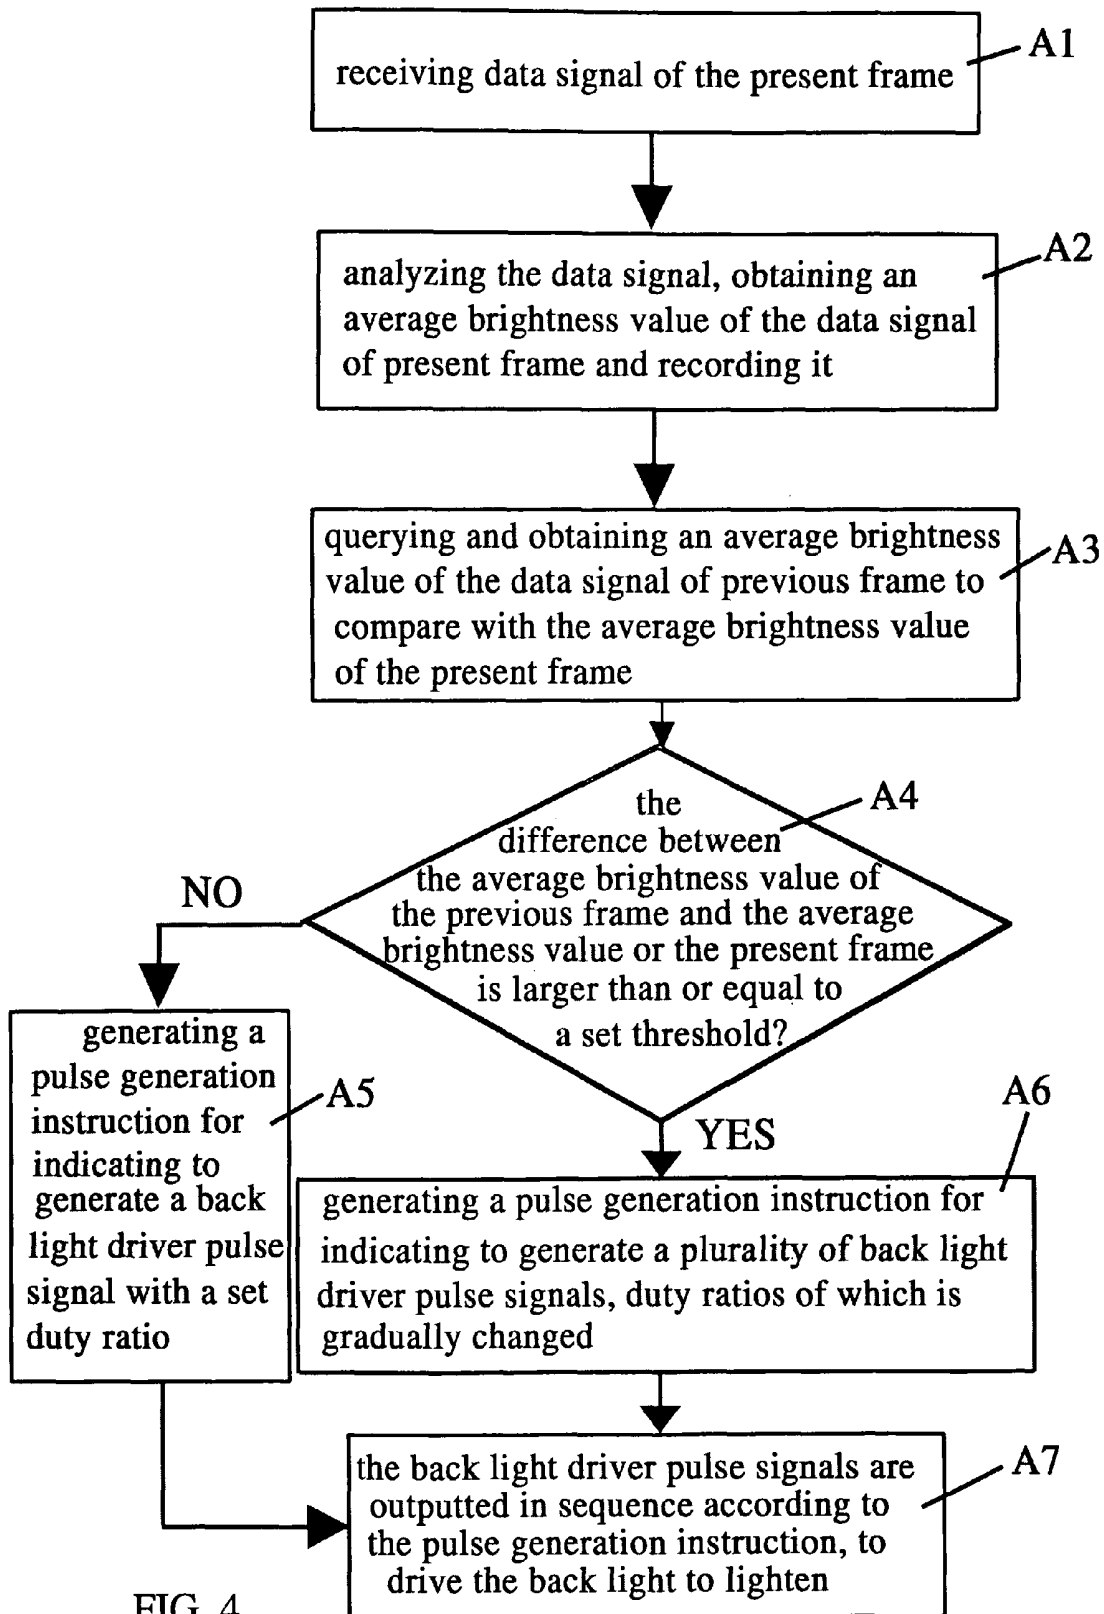 receiving data signal of the present frame
A1
analyzing the data signal, obtaining an
average brightness value of the data signal
of present frame and recording it
A2
querying and obtaining an average brightness
value of the data signal of previous frame to
compare with the average brightness value
of the present frame
A3
the
difference between
the average brightness value of
the previous frame and the average
brightness value or the present frame
is larger than or equal to
a set threshold?
A4
NO
YES
generating a
pulse generation
instruction for
indicating to
generate a back
light driver pulse
signal with a set
duty ratio
A5
generating a pulse generation instruction for
indicating to generate a plurality of back light
driver pulse signals, duty ratios of which is
gradually changed
A6
the back light driver pulse signals are
outputted in sequence according to
the pulse generation instruction, to
drive the back light to lighten
A7
FIG. 4